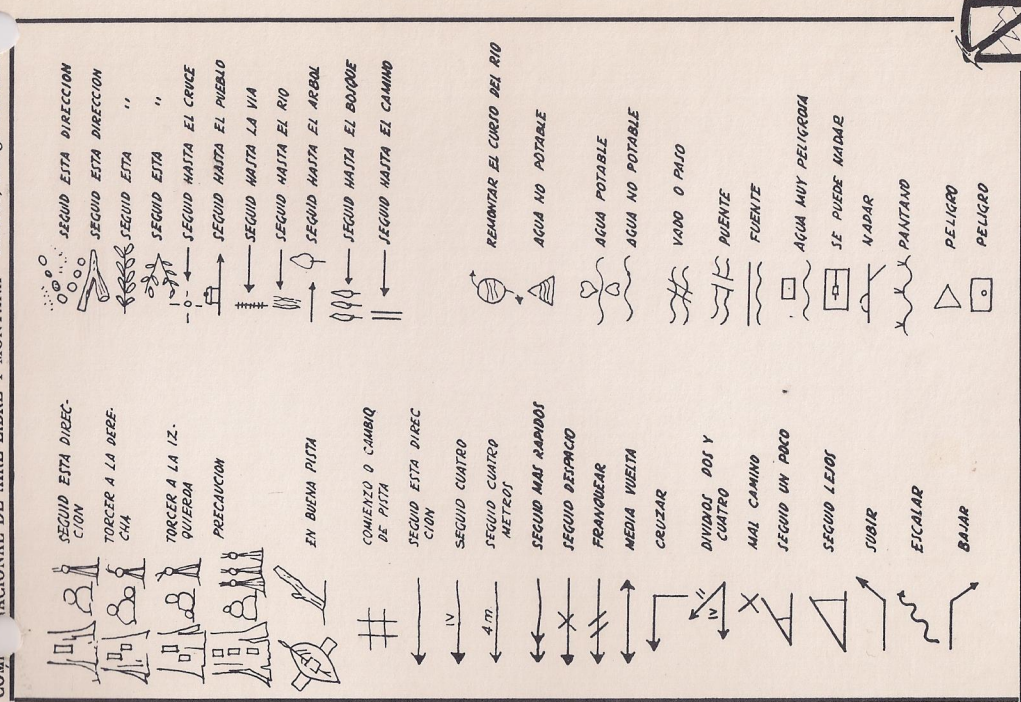 SEGUID ESTA DIREC-
CION
TORCER A LA DERE-
CHA
TORCER A LA IZ-
QUIERDA
PRECAUCION
EN BUENA PISTA
COMIENZO O CAMBIO
DE PISTA
SEGUID ESTA DIREC
CION
IV
SEGUID CUATRO
4 m.
SEGUID CUATRO
METROS
SEGUID MAS RAPIDOS
SEGUID DESPACIO
FRANQUEAR
MEDIA VUELTA
CRUZAR
II
IV
DIVIDIOS DOS Y
CUATRO
MAL CAMINO
SEGUID UN POCO
SEGUID LEJOS
SUBIR
ESCALAR
BAJAR
SEGUID ESTA DIRECCION
SEGUID ESTA DIRECCION
SEGUID ESTA "
SEGUID ESTA "
SEGUID HASTA EL CRUCE
SEGUID HASTA EL PUEBLO
SEGUID HASTA LA VIA
SEGUID HASTA EL RIO
SEGUID HASTA EL ARBOL
SEGUID HASTA EL BOSQUE
SEGUID HASTA EL CAMINO
REMONTAR EL CURSO DEL RIO
AGUA NO POTABLE
AGUA POTABLE
AGUA NO POTABLE
VADO O PASO
PUENTE
FUENTE
AGUA MUY PELIGROSA
SE PUEDE NADAR
NADAR
PANTANO
PELIGRO
PELIGRO